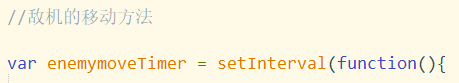 //敌机的移动方法
var enemymoveTimer = setInterval(function(){